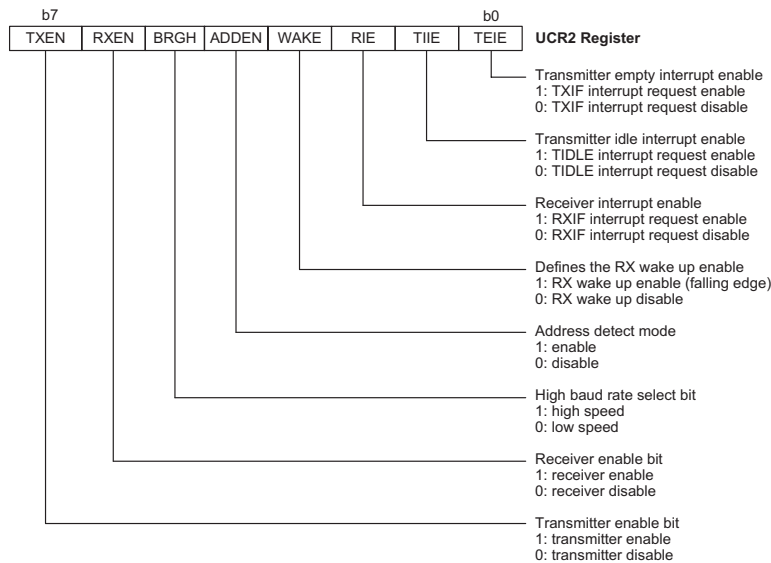 b7 b0
TXEN RXEN BRGH ADDEN WAKE RIE TIIE TEIE UCR2 Register
Transmitter empty interrupt enable
1: TXIF interrupt request enable
0: TXIF interrupt request disable
Transmitter idle interrupt enable
1: TIDLE interrupt request enable
0: TIDLE interrupt request disable
Receiver interrupt enable
1: RXIF interrupt request enable
0: RXIF interrupt request disable
Defines the RX wake up enable
1: RX wake up enable (falling edge)
0: RX wake up disable
Address detect mode
1: enable
0: disable
High baud rate select bit
1: high speed
0: low speed
Receiver enable bit
1: receiver enable
0: receiver disable
Transmitter enable bit
1: transmitter enable
0: transmitter disable